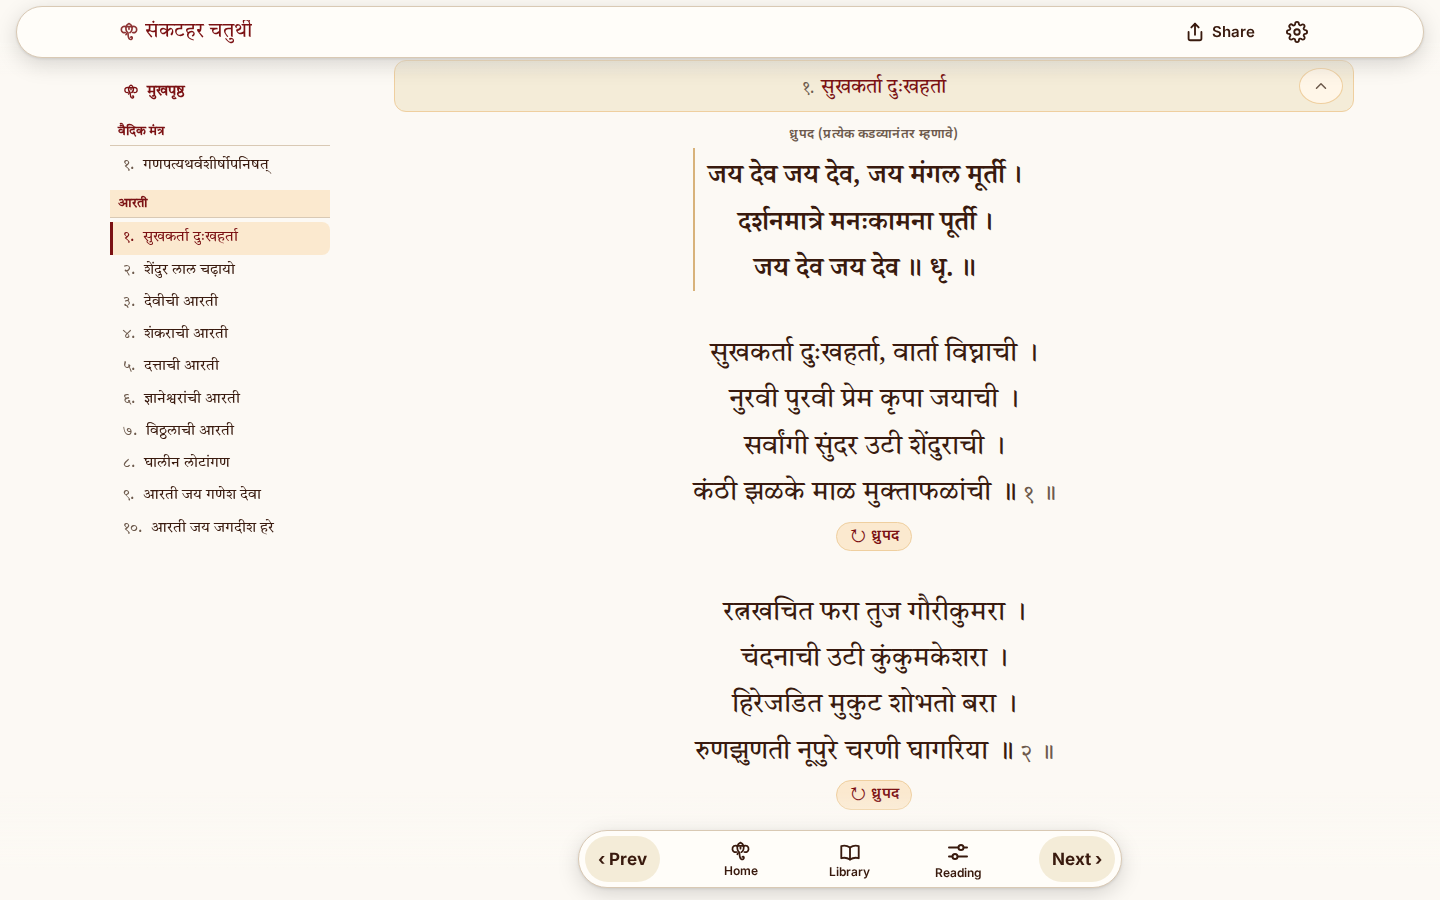 संकटहर चतुर्थी
Share
मुखपृष्ठ
वैदिक मंत्र
१. गणपत्यथर्वशीर्षोपनिषत्
आरती
१. सुखकर्ता दुःखहर्ता
२. शेंदुर लाल चढ़ायो
३. देवीची आरती
४. शंकराची आरती
५. दत्ताची आरती
६. ज्ञानेश्वरांची आरती
७. विठ्ठलाची आरती
८. घालीन लोटांगण
९. आरती जय गणेश देवा
१०. आरती जय जगदीश हरे
१. सुखकर्ता दुःखहर्ता
ध्रुपद (प्रत्येक कडव्यानंतर म्हणावे)
जय देव जय देव, जय मंगल मूर्ती ।
दर्शनमात्रे मनःकामना पूर्ती ।
जय देव जय देव ॥ धृ. ॥
सुखकर्ता दुःखहर्ता, वार्ता विघ्नाची ।
नुरवी पुरवी प्रेम कृपा जयाची ।
सर्वांगी सुंदर उटी शेंदुराची ।
कंठी झळके माळ मुक्ताफळांची ॥ १ ॥
↻ ध्रुपद
रत्नखचित फरा तुज गौरीकुमरा ।
चंदनाची उटी कुंकुमकेशरा ।
हिरेजडित मुकुट शोभतो बरा ।
रुणझुणती नूपुरे चरणी घागरिया ॥ २ ॥
↻ ध्रुपद
‹ Prev
Home
Library
Reading
Next ›